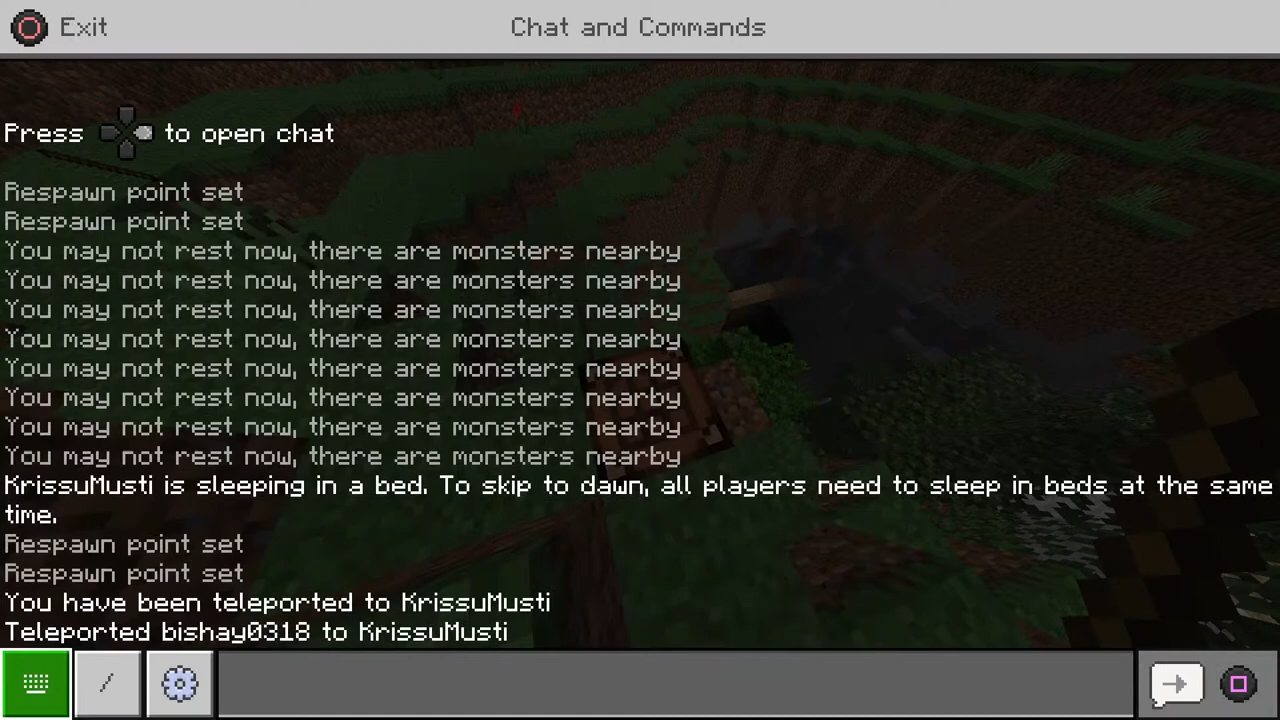 Exit
Chat and Commands
Press to open chat
Respawn point set
Respawn point set
You may not rest now, there are monsters nearby
You may not rest now, there are monsters nearby
You may not rest now, there are monsters nearby
You may not rest now, there are monsters nearby
You may not rest now, there are monsters nearby
You may not rest now, there are monsters nearby
You may not rest now, there are monsters nearby
You may not rest now, there are monsters nearby
KrissuMusti is sleeping in a bed. To skip to dawn, all players need to sleep in beds at the same
time.
Respawn point set
Respawn point set
You have been teleported to KrissuMusti
Teleported bishay0318 to KrissuMusti
/